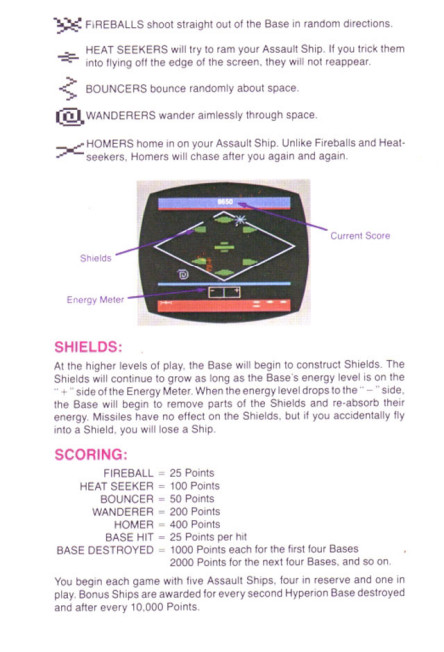 FIREBALLS shoot straight out of the Base in random directions.
HEAT SEEKERS will try to ram your Assault Ship. If you trick them
into flying off the edge of the screen, they will not reappear.
BOUNCERS bounce randomly about space.
WANDERERS wander aimlessly through space.
HOMERS home in on your Assault Ship. Unlike Fireballs and Heat-
seekers, Homers will chase after you again and again.
9850
Current Score
Shields
Energy Meter
SHIELDS:
At the higher levels of play, the Base will begin to construct Shields. The
Shields will continue to grow as long as the Base's energy level is on the
"+" side of the Energy Meter. When the energy level drops to the "–" side,
the Base will begin to remove parts of the Shields and re-absorb their
energy. Missiles have no effect on the Shields, but if you accidentally fly
into a Shield, you will lose a Ship.
SCORING:
FIREBALL = 25 Points
HEAT SEEKER = 100 Points
BOUNCER = 50 Points
WANDERER = 200 Points
HOMER = 400 Points
BASE HIT = 25 Points per hit
BASE DESTROYED = 1000 Points each for the first four Bases
2000 Points for the next four Bases, and so on.
You begin each game with five Assault Ships, four in reserve and one in
play. Bonus Ships are awarded for every second Hyperion Base destroyed
and after every 10,000 Points.